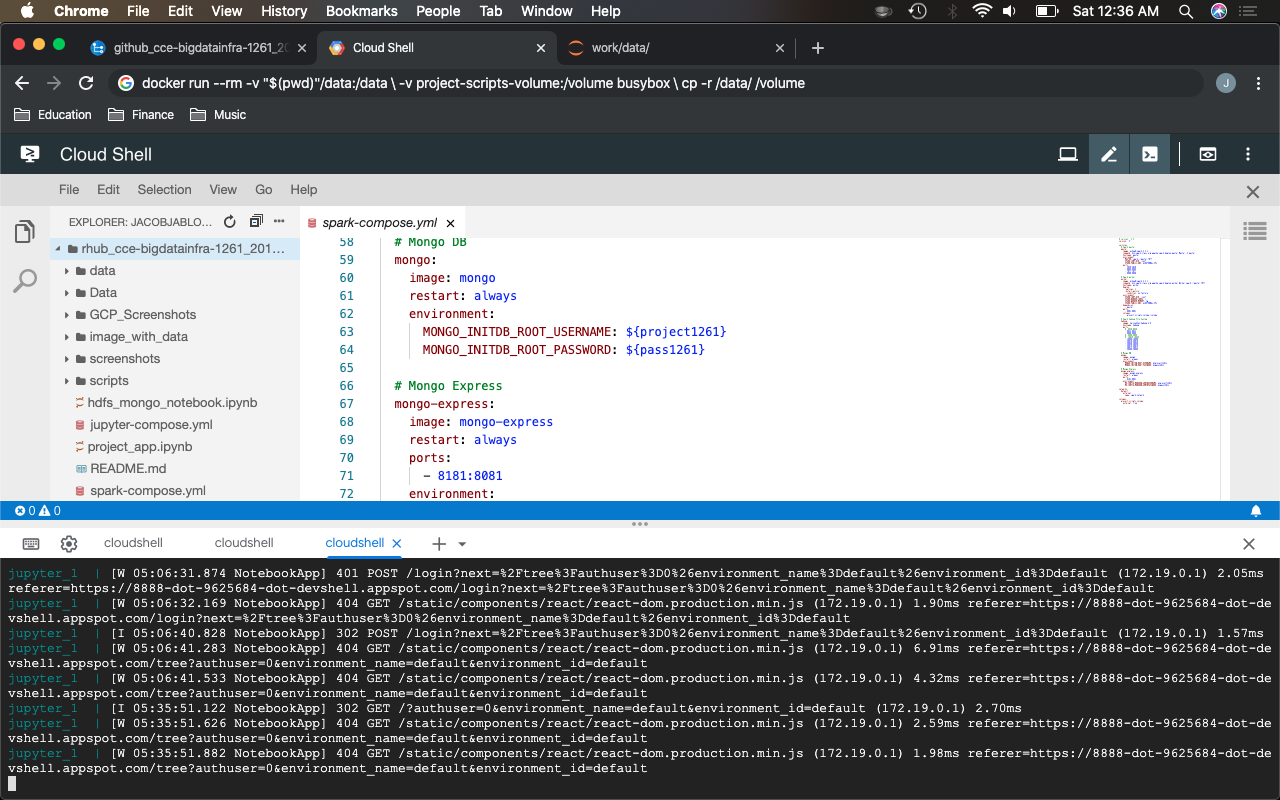 Chrome File Edit View History Bookmarks People Tab Window Help Sat 12:36 AM
github_cce-bigdatainfra-1261_20 Cloud Shell work/data/
docker run --rm -v "$(pwd)"/data:/data \ -v project-scripts-volume:/volume busybox \ cp -r /data/ /volume J
Education Finance Music
Cloud Shell
File Edit Selection View Go Help
EXPLORER: JACOBJABLO... spark-compose.yml
rhub_cce-bigdatainfra-1261_201...
data
Data
GCP_Screenshots
image_with_data
screenshots
scripts
hdfs_mongo_notebook.ipynb
jupyter-compose.yml
project_app.ipynb
README.md
spark-compose.yml
58 # Mongo DB
59 mongo:
60 image: mongo
61 restart: always
62 environment:
63 MONGO_INITDB_ROOT_USERNAME: ${project1261}
64 MONGO_INITDB_ROOT_PASSWORD: ${pass1261}
65
66 # Mongo Express
67 mongo-express:
68 image: mongo-express
69 restart: always
70 ports:
71 - 8181:8081
72 environment:
0 0
cloudshell cloudshell cloudshell
jupyter_1 | [W 05:06:31.874 NotebookApp] 401 POST /login?next=%2Ftree%3Fauthuser%3D0%26environment_name%3Ddefault%26environment_id%3Ddefault (172.19.0.1) 2.05ms
referer=https://8888-dot-9625684-dot-devshell.appspot.com/login?next=%2Ftree%3Fauthuser%3D0%26environment_name%3Ddefault%26environment_id%3Ddefault
jupyter_1 | [W 05:06:32.169 NotebookApp] 404 GET /static/components/react/react-dom.production.min.js (172.19.0.1) 1.90ms referer=https://8888-dot-9625684-dot-de
vshell.appspot.com/login?next=%2Ftree%3Fauthuser%3D0%26environment_name%3Ddefault%26environment_id%3Ddefault
jupyter_1 | [I 05:06:40.828 NotebookApp] 302 POST /login?next=%2Ftree%3Fauthuser%3D0%26environment_name%3Ddefault%26environment_id%3Ddefault (172.19.0.1) 1.57ms
jupyter_1 | [W 05:06:41.283 NotebookApp] 404 GET /static/components/react/react-dom.production.min.js (172.19.0.1) 6.91ms referer=https://8888-dot-9625684-dot-de
vshell.appspot.com/tree?authuser=0&environment_name=default&environment_id=default
jupyter_1 | [W 05:06:41.533 NotebookApp] 404 GET /static/components/react/react-dom.production.min.js (172.19.0.1) 4.32ms referer=https://8888-dot-9625684-dot-de
vshell.appspot.com/tree?authuser=0&environment_name=default&environment_id=default
jupyter_1 | [I 05:35:51.122 NotebookApp] 302 GET /?authuser=0&environment_name=default&environment_id=default (172.19.0.1) 2.70ms
jupyter_1 | [W 05:35:51.626 NotebookApp] 404 GET /static/components/react/react-dom.production.min.js (172.19.0.1) 2.59ms referer=https://8888-dot-9625684-dot-de
vshell.appspot.com/tree?authuser=0&environment_name=default&environment_id=default
jupyter_1 | [W 05:35:51.882 NotebookApp] 404 GET /static/components/react/react-dom.production.min.js (172.19.0.1) 1.98ms referer=https://8888-dot-9625684-dot-de
vshell.appspot.com/tree?authuser=0&environment_name=default&environment_id=default